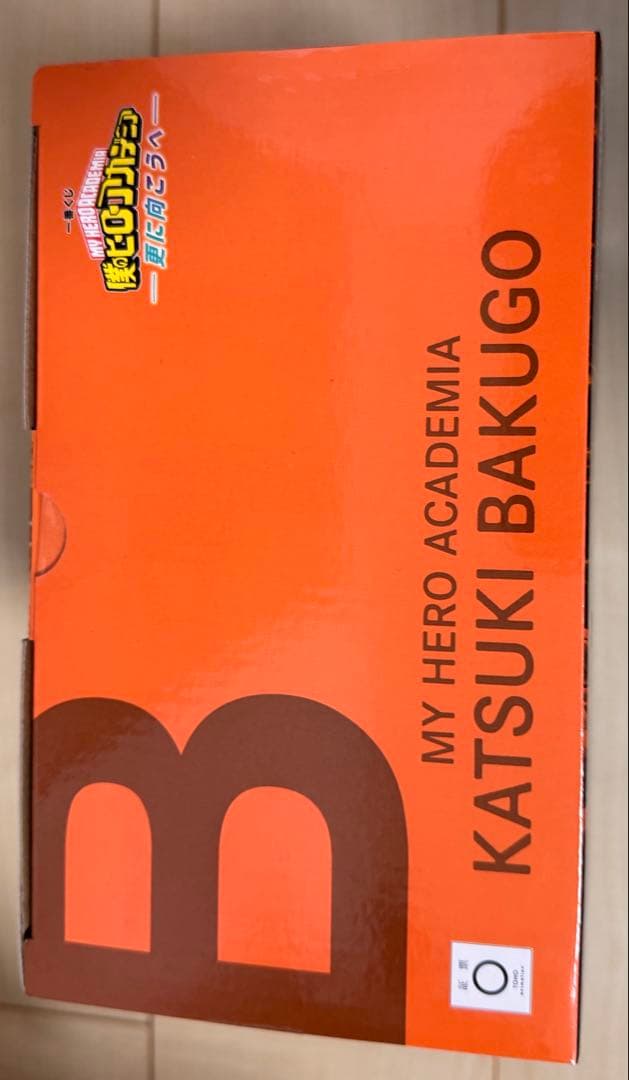 一番くじ
MY HERO ACADEMIA
僕のヒーローアカデミア
―更に向こうへ―
MY HERO ACADEMIA
KATSUKI BAKUGO
B
証紙
TOHO
animation